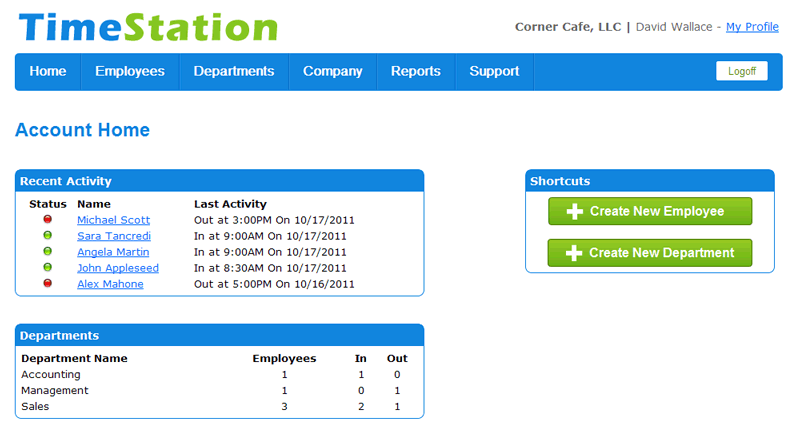 TimeStation
Corner Cafe, LLC | David Wallace - My Profile
Home Employees Departments Company Reports Support Logoff
Account Home
Recent Activity
Status Name Last Activity
Michael Scott Out at 3:00PM On 10/17/2011
Sara Tancredi In at 9:00AM On 10/17/2011
Angela Martin In at 9:00AM On 10/17/2011
John Appleseed In at 8:30AM On 10/17/2011
Alex Mahone Out at 5:00PM On 10/16/2011
Shortcuts
Create New Employee
Create New Department
Departments
Department Name Employees In Out
Accounting 1 1 0
Management 1 0 1
Sales 3 2 1